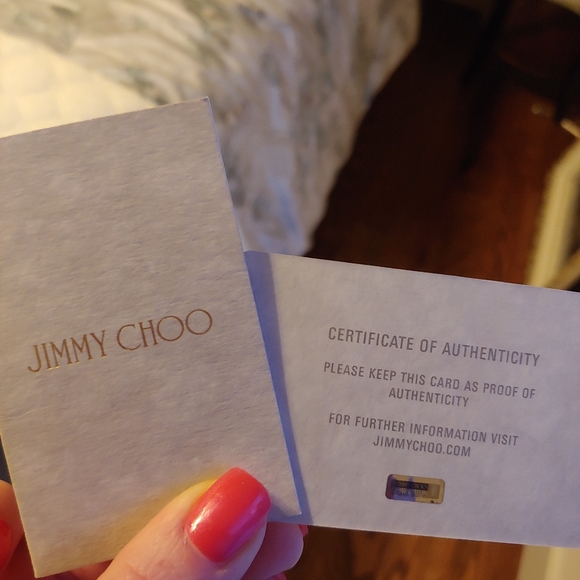 JIMMY CHOO
CERTIFICATE OF AUTHENTICITY
PLEASE KEEP THIS CARD AS PROOF OF
AUTHENTICITY
FOR FURTHER INFORMATION VISIT
JIMMYCHOO.COM